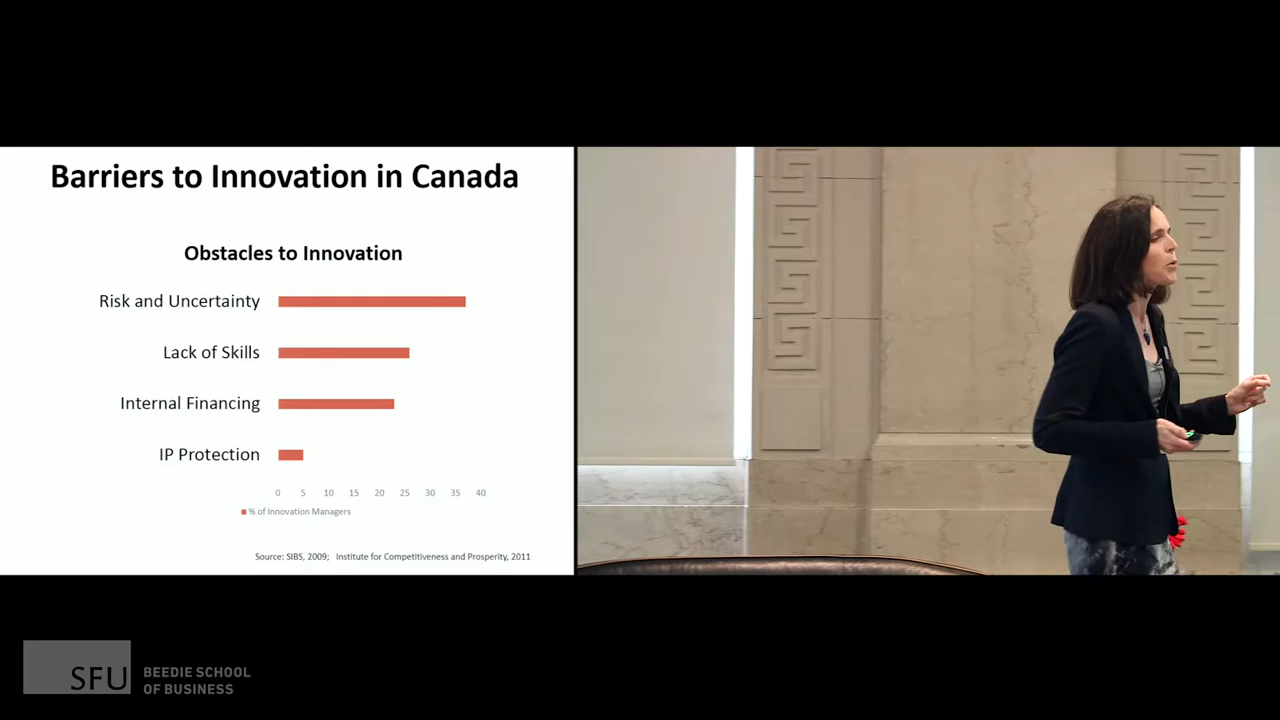 Barriers to Innovation in Canada
Obstacles to Innovation
Risk and Uncertainty
Lack of Skills
Internal Financing
IP Protection
0 5 10 15 20 25 30 35 40
% of Innovation Managers
Source: SIBS, 2009; Institute for Competitiveness and Prosperity, 2011
SFU BEEDIE SCHOOL
OF BUSINESS